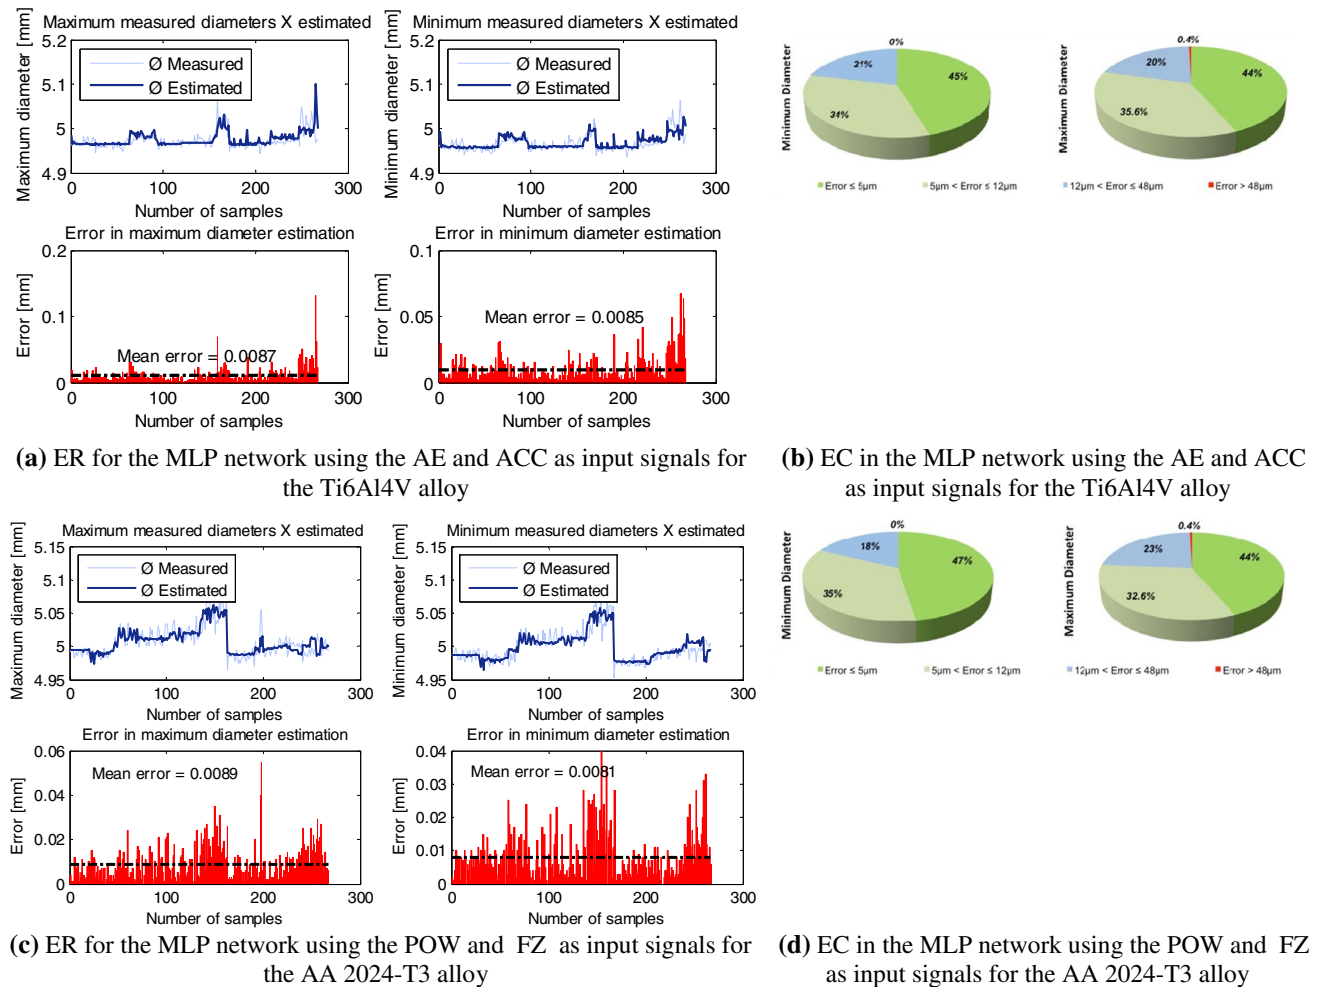 Maximum measured diameters X estimated
Maximum diameter [mm]
5.2
5.1
5
4.9
Ø Measured
Ø Estimated
0 100 200 300
Number of samples
Minimum measured diameters X estimated
Minimum diameter [mm]
5.2
5.1
5
4.9
Ø Measured
Ø Estimated
0 100 200 300
Number of samples
Error in maximum diameter estimation
Error [mm]
0.2
0.1
0
Mean error = 0.0087
0 100 200 300
Number of samples
Error in minimum diameter estimation
Error [mm]
0.1
0.05
0
Mean error = 0.0085
0 100 200 300
Number of samples
Minimum Diameter
0%
21%
45%
34%
Maximum Diameter
0.4%
20%
44%
35.6%
Error ≤ 5µm 5µm < Error ≤ 12µm 12µm < Error ≤ 48µm Error > 48µm
(a) ER for the MLP network using the AE and ACC as input signals for
the Ti6Al4V alloy
(b) EC in the MLP network using the AE and ACC
as input signals for the Ti6Al4V alloy
Maximum measured diameters X estimated
Maximum diameter [mm]
5.15
5.1
5.05
5
4.95
Ø Measured
Ø Estimated
0 100 200 300
Number of samples
Minimum measured diameters X estimated
Minimum diameter [mm]
5.15
5.1
5.05
5
4.95
Ø Measured
Ø Estimated
0 100 200 300
Number of samples
Error in maximum diameter estimation
Error [mm]
0.06
0.04
0.02
0
Mean error = 0.0089
0 100 200 300
Number of samples
Error in minimum diameter estimation
Error [mm]
0.04
0.03
0.02
0.01
0
Mean error = 0.0081
0 100 200 300
Number of samples
Minimum Diameter
0%
18%
47%
35%
Maximum Diameter
0.4%
23%
44%
32.6%
Error ≤ 5µm 5µm < Error ≤ 12µm 12µm < Error ≤ 48µm Error > 48µm
(c) ER for the MLP network using the POW and FZ as input signals for
the AA 2024-T3 alloy
(d) EC in the MLP network using the POW and FZ
as input signals for the AA 2024-T3 alloy